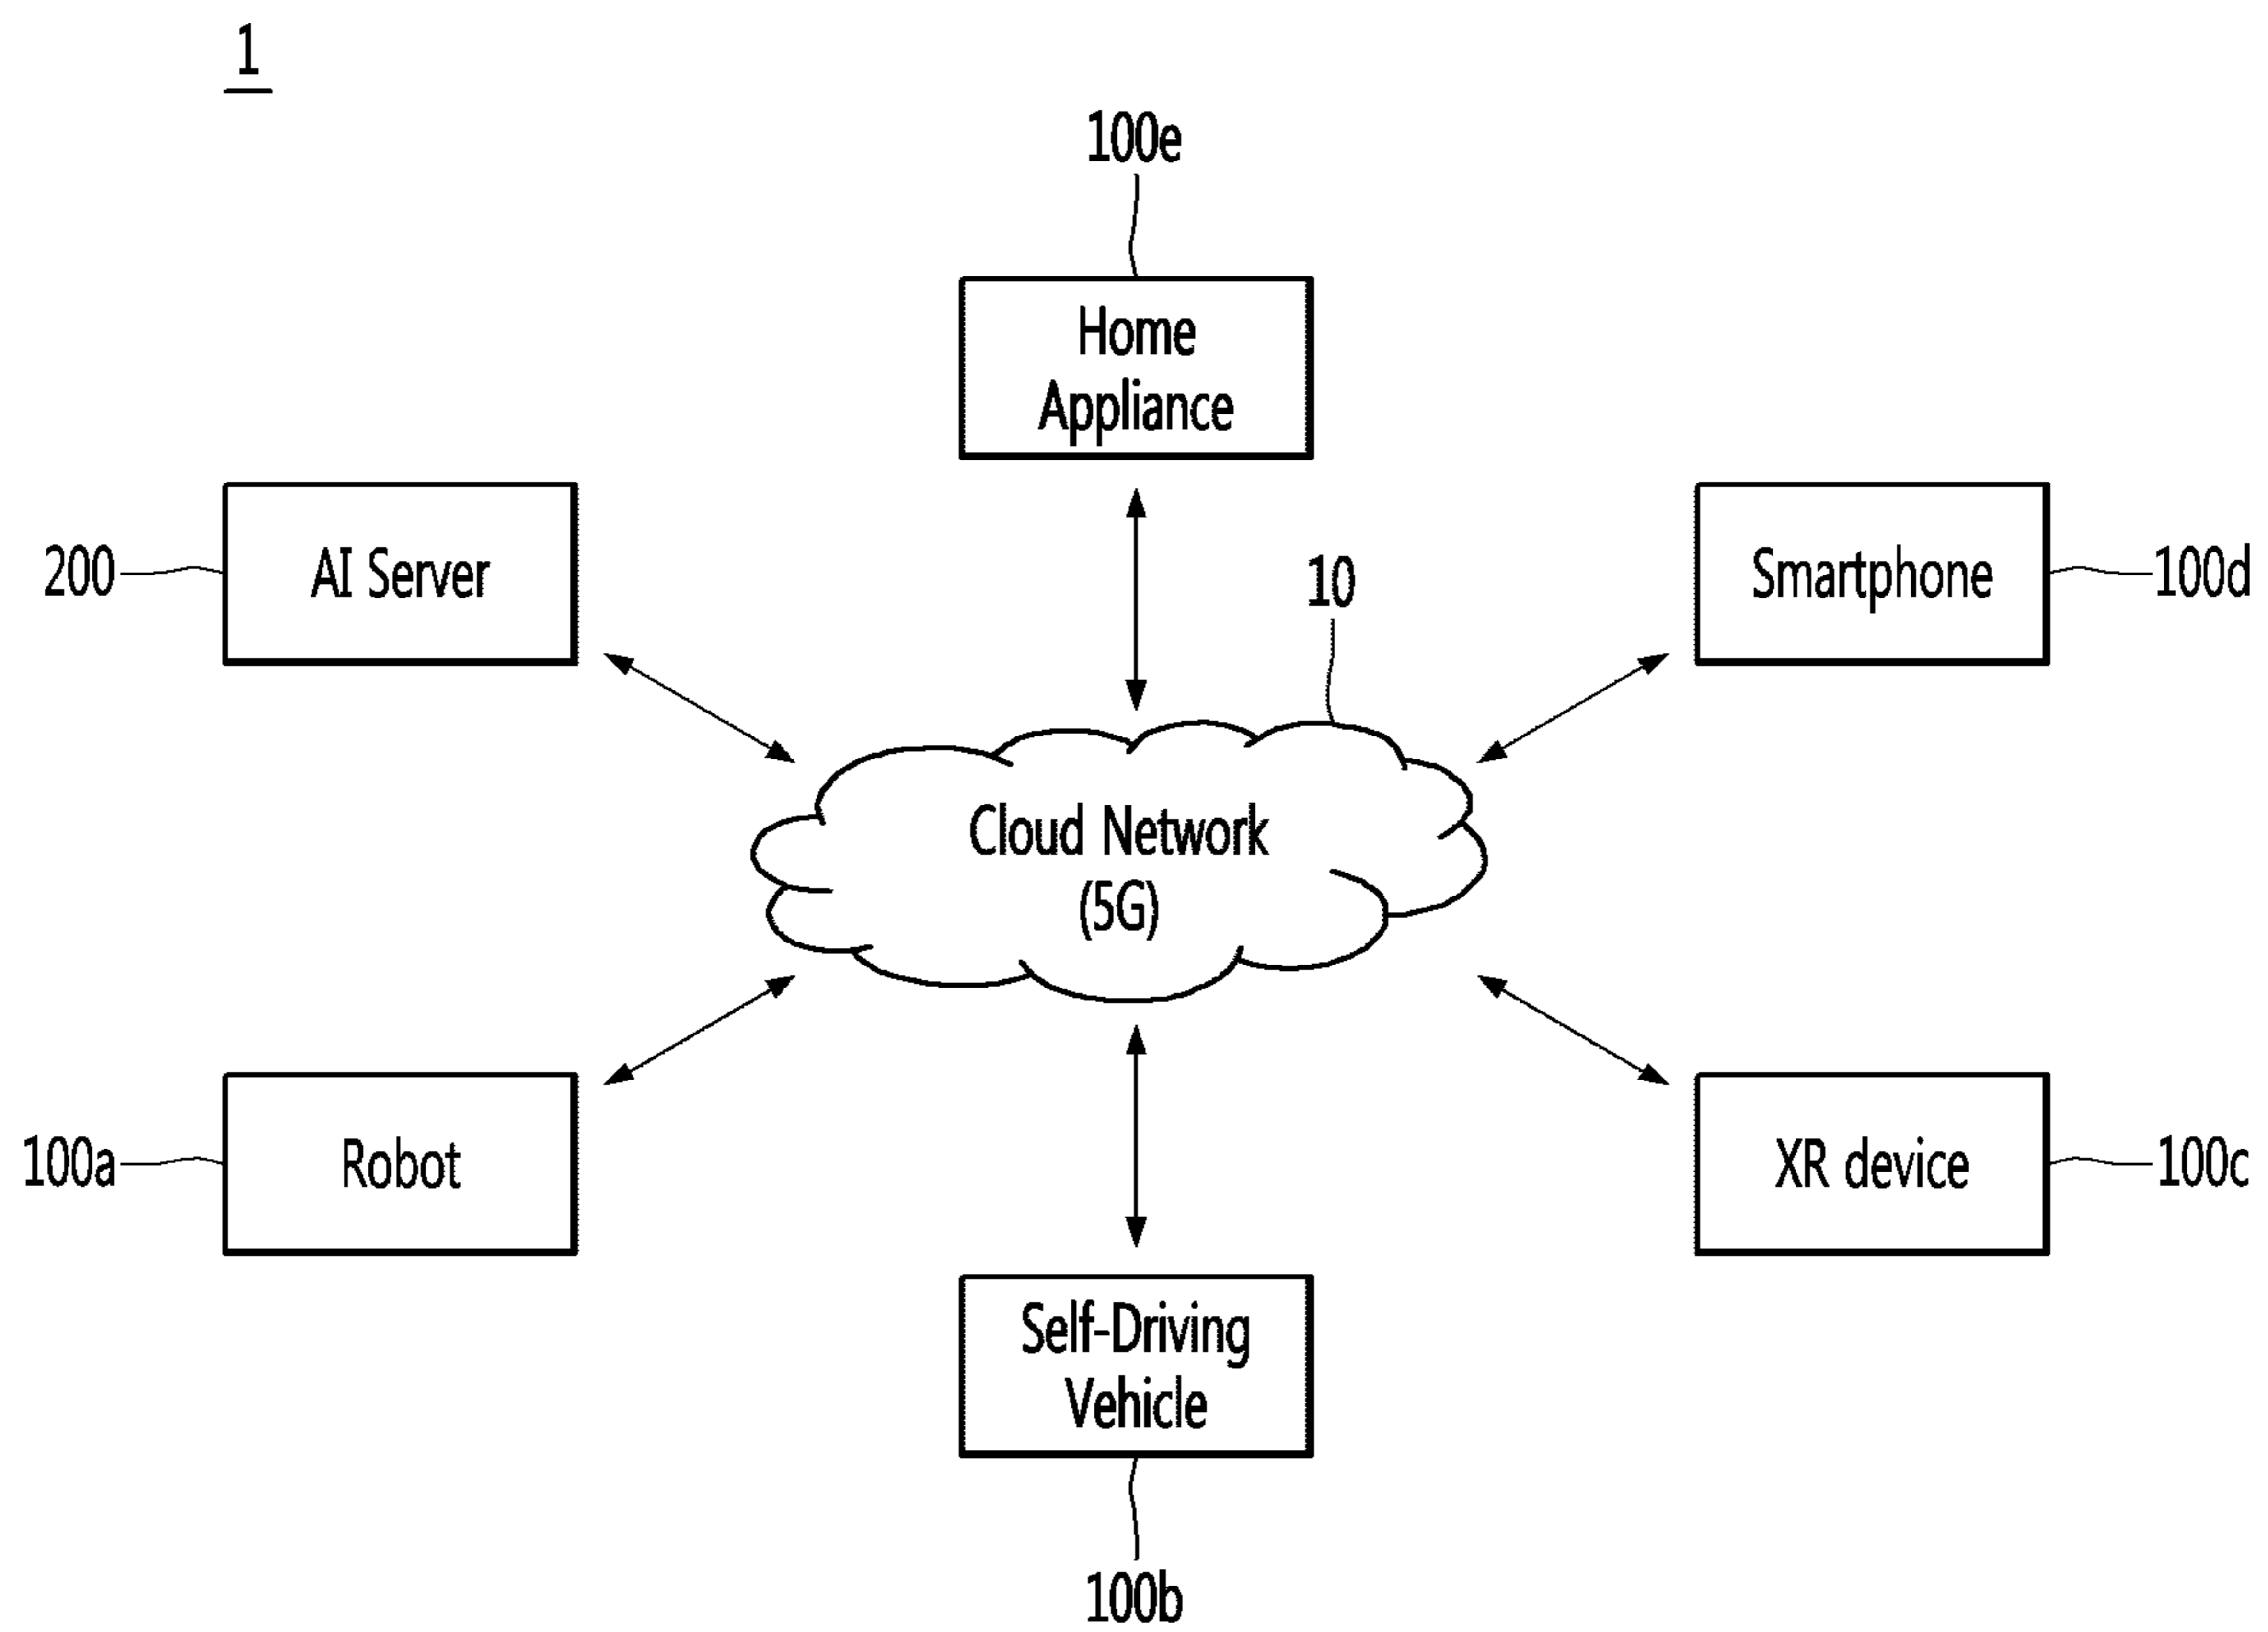 1
100e
Home
Appliance
200
AI Server
10
Smartphone
100d
Cloud Network
(5G)
100a
Robot
XR device
100c
Self-Driving
Vehicle
100b